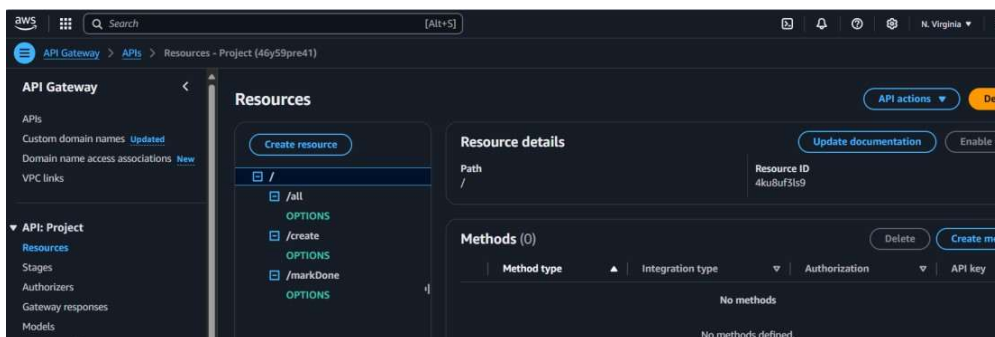 aws
Search [Alt+S]
N. Virginia
API Gateway > APIs > Resources - Project (46y59pre41)
API Gateway
APIs
Custom domain names Updated
Domain name access associations New
VPC links
API: Project
Resources
Stages
Authorizers
Gateway responses
Models
Resources
API actions
De
Create resource
/
/all
OPTIONS
/create
OPTIONS
/markDone
OPTIONS
Resource details
Update documentation
Enable
Path
/
Resource ID
4ku8uf3ls9
Methods (0)
Delete
Create me
Method type
Integration type
Authorization
API key
No methods
No methods defined.